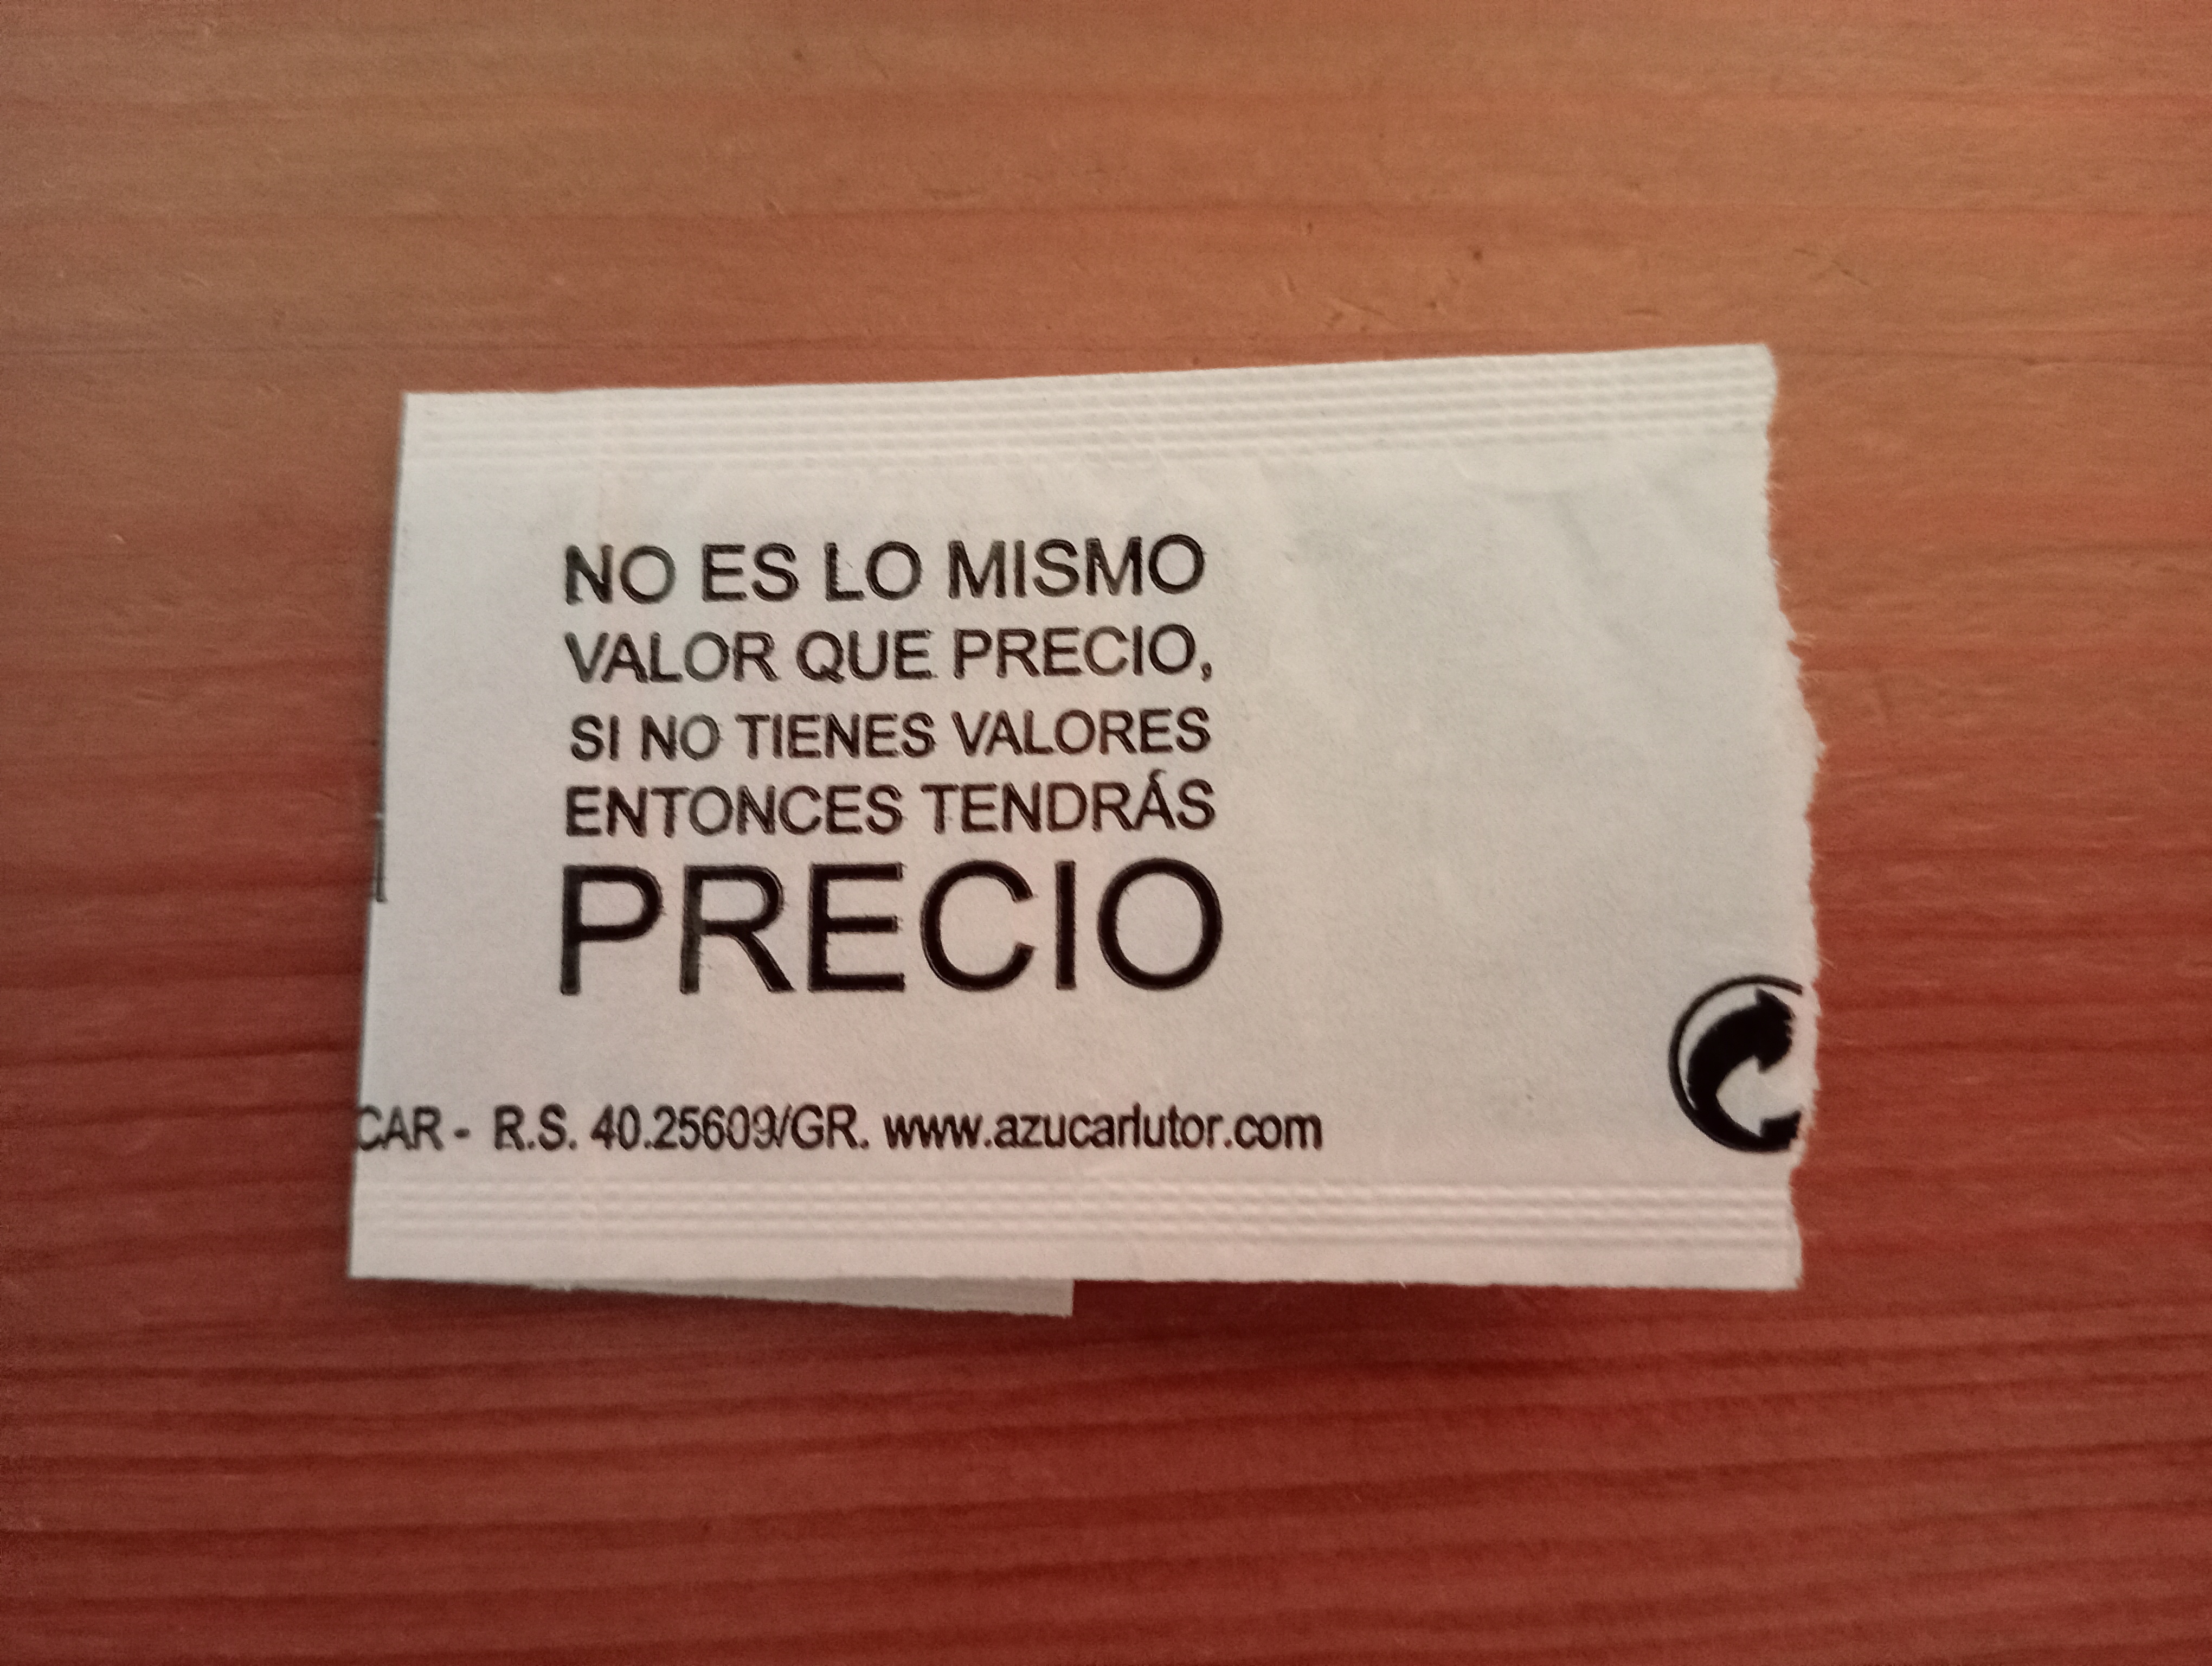 NO ES LO MISMO
VALOR QUE PRECIO,
SI NO TIENES VALORES
ENTONCES TENDRÁS
PRECIO
CAR - R.S. 40.25609/GR. www.azucarlutor.com